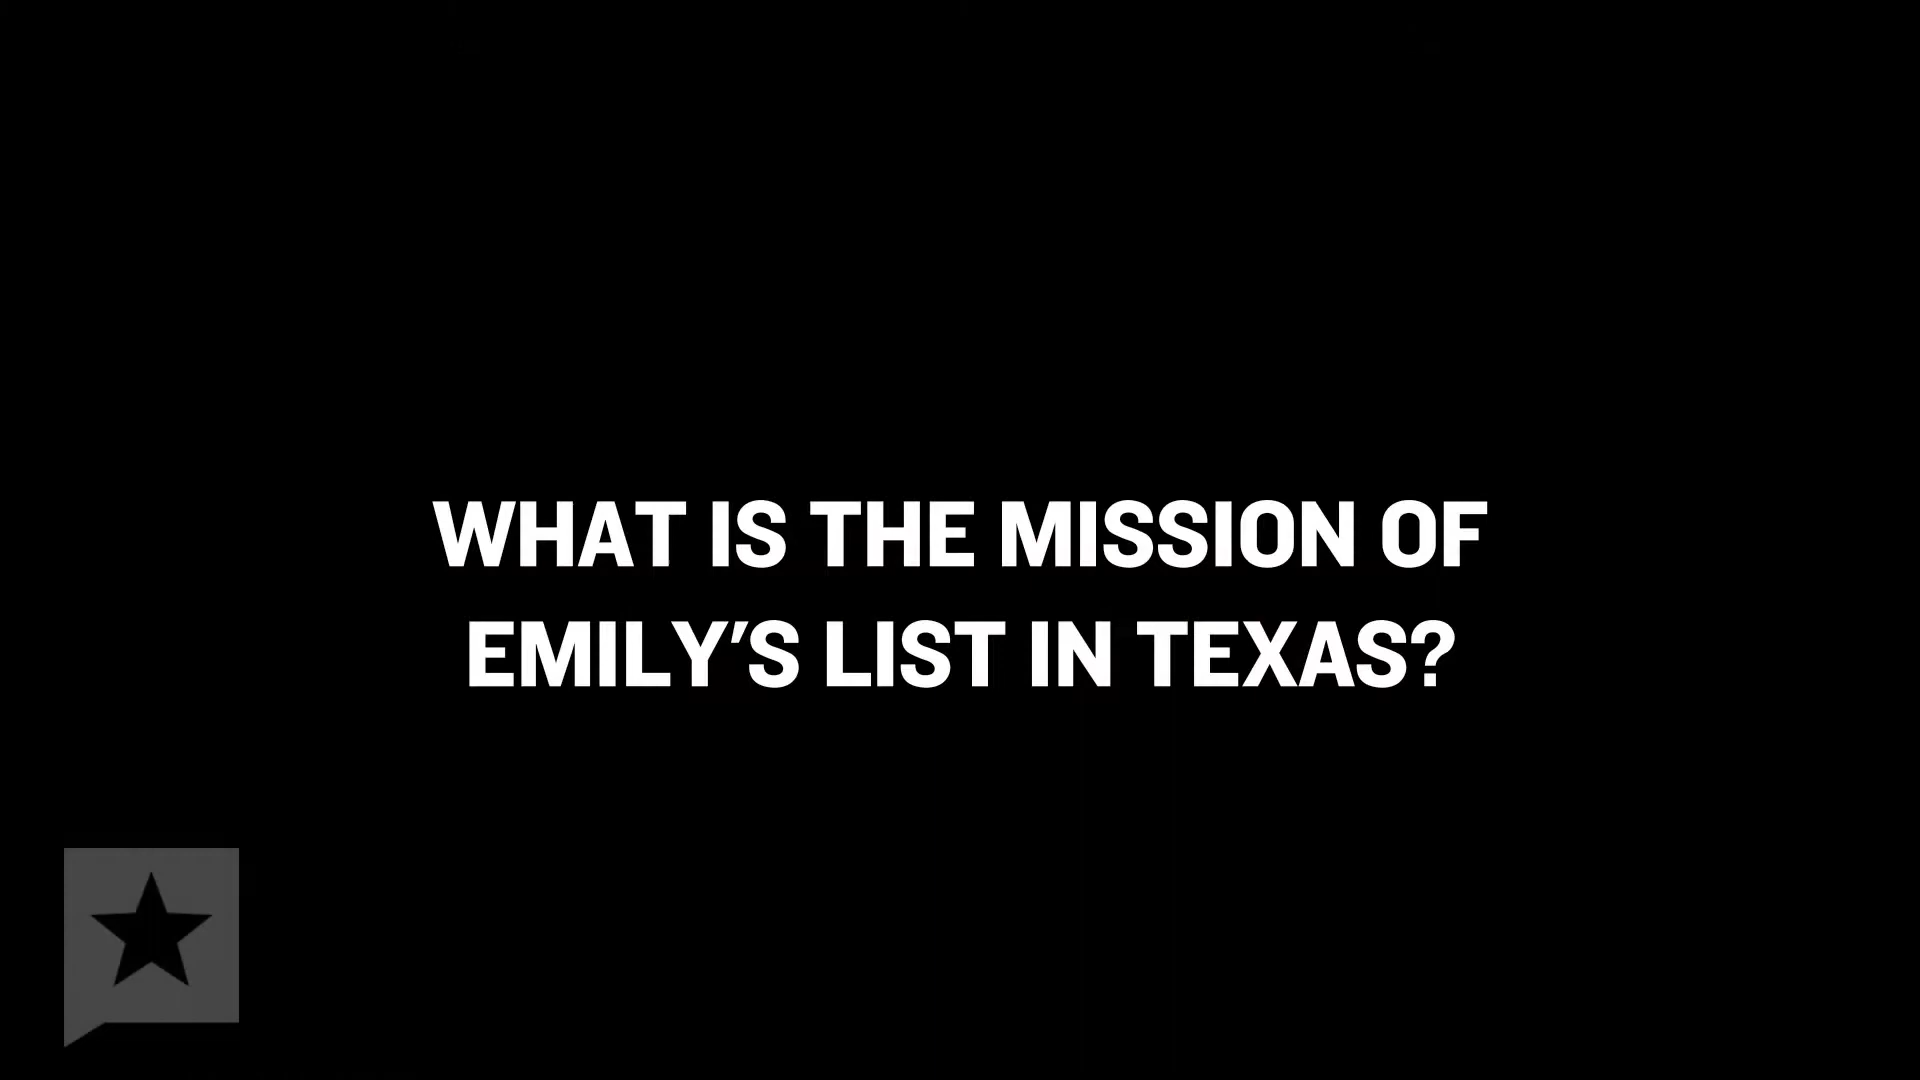 WHAT IS THE MISSION OF
EMILY’S LIST IN TEXAS?